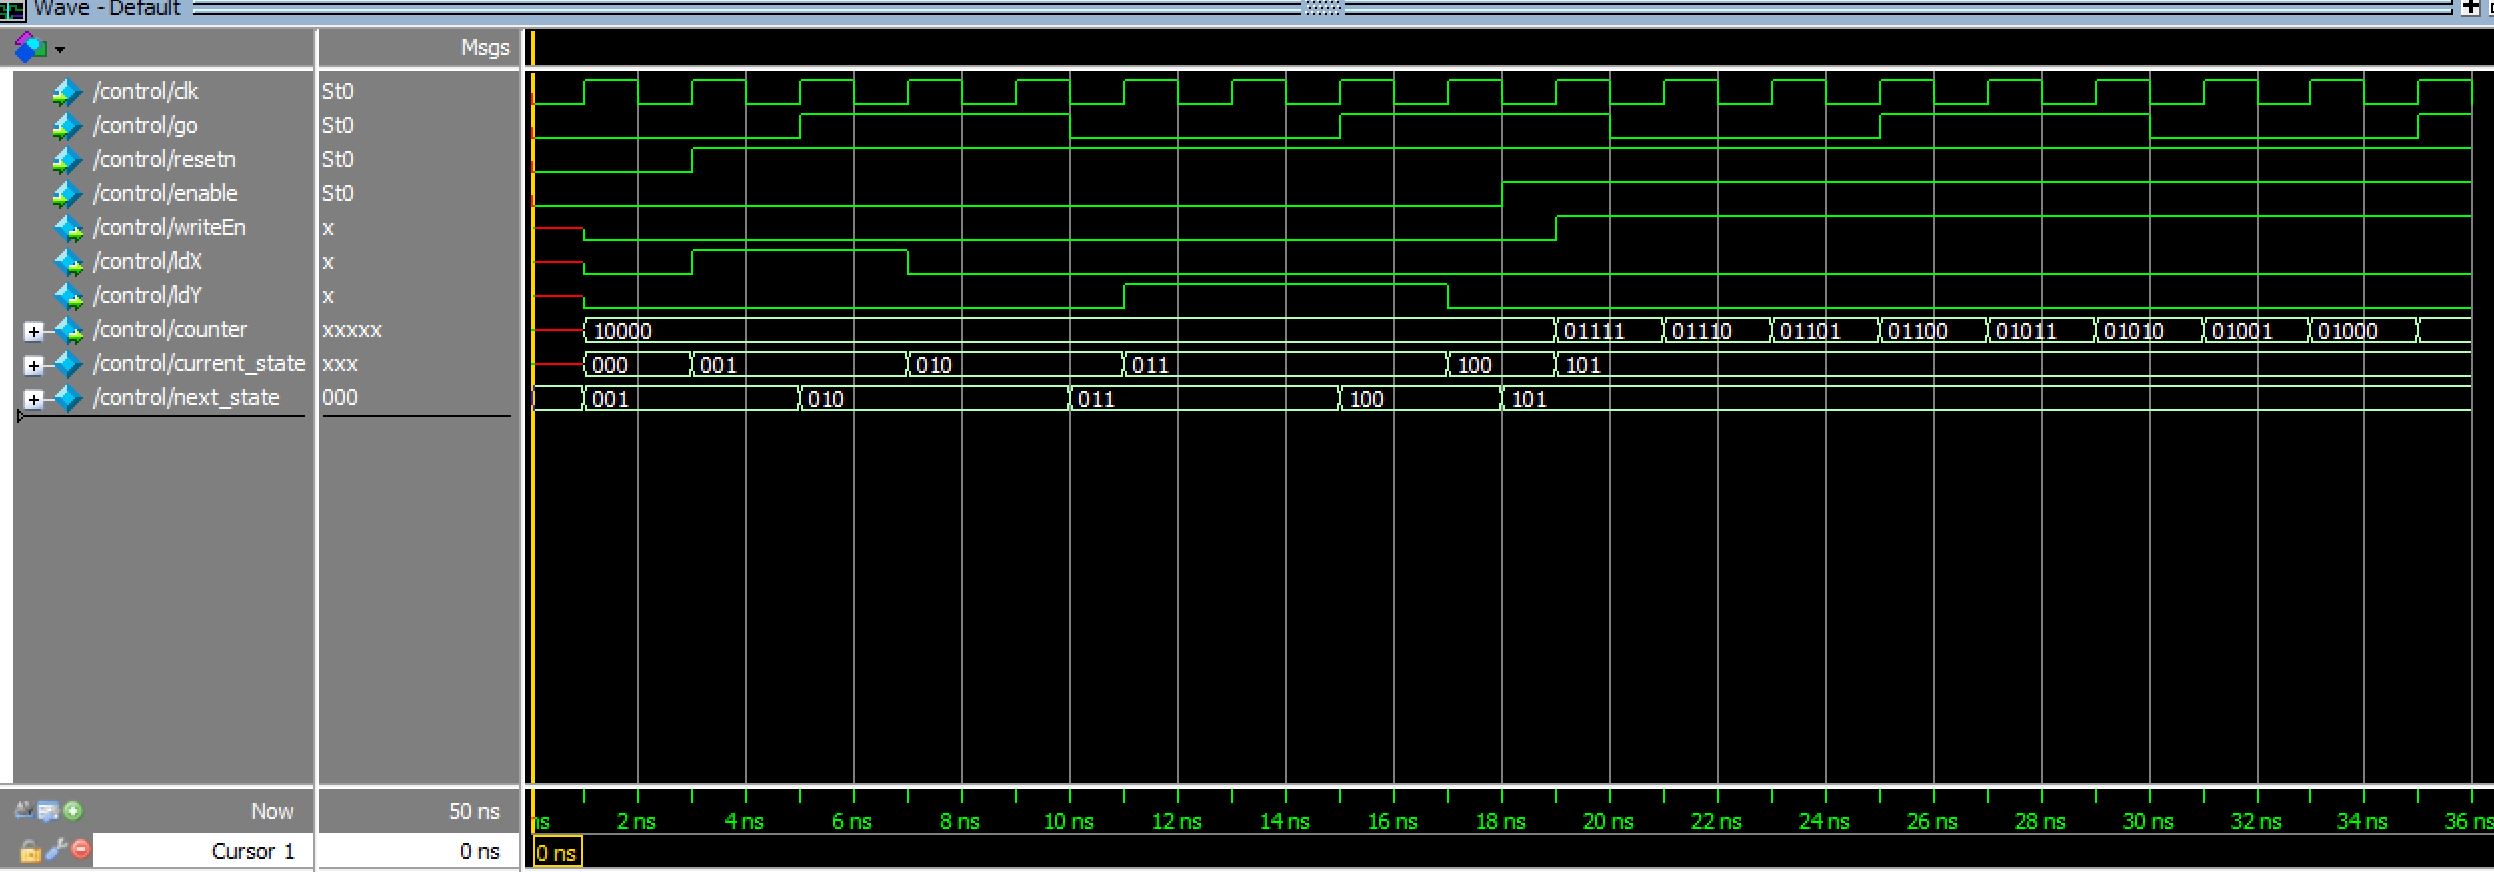 Wave - Default
Msgs
/control/clk St0
/control/go St0
/control/resetn St0
/control/enable St0
/control/writeEn x
/control/ldX x
/control/ldY x
/control/counter xxxxx 10000 01111 01110 01101 01100 01011 01010 01001 01000
/control/current_state xxx 000 001 010 011 100 101
/control/next_state 000 001 010 011 100 101
Now 50 ns ns 2 ns 4 ns 6 ns 8 ns 10 ns 12 ns 14 ns 16 ns 18 ns 20 ns 22 ns 24 ns 26 ns 28 ns 30 ns 32 ns 34 ns 36 ns
Cursor 1 0 ns 0 ns